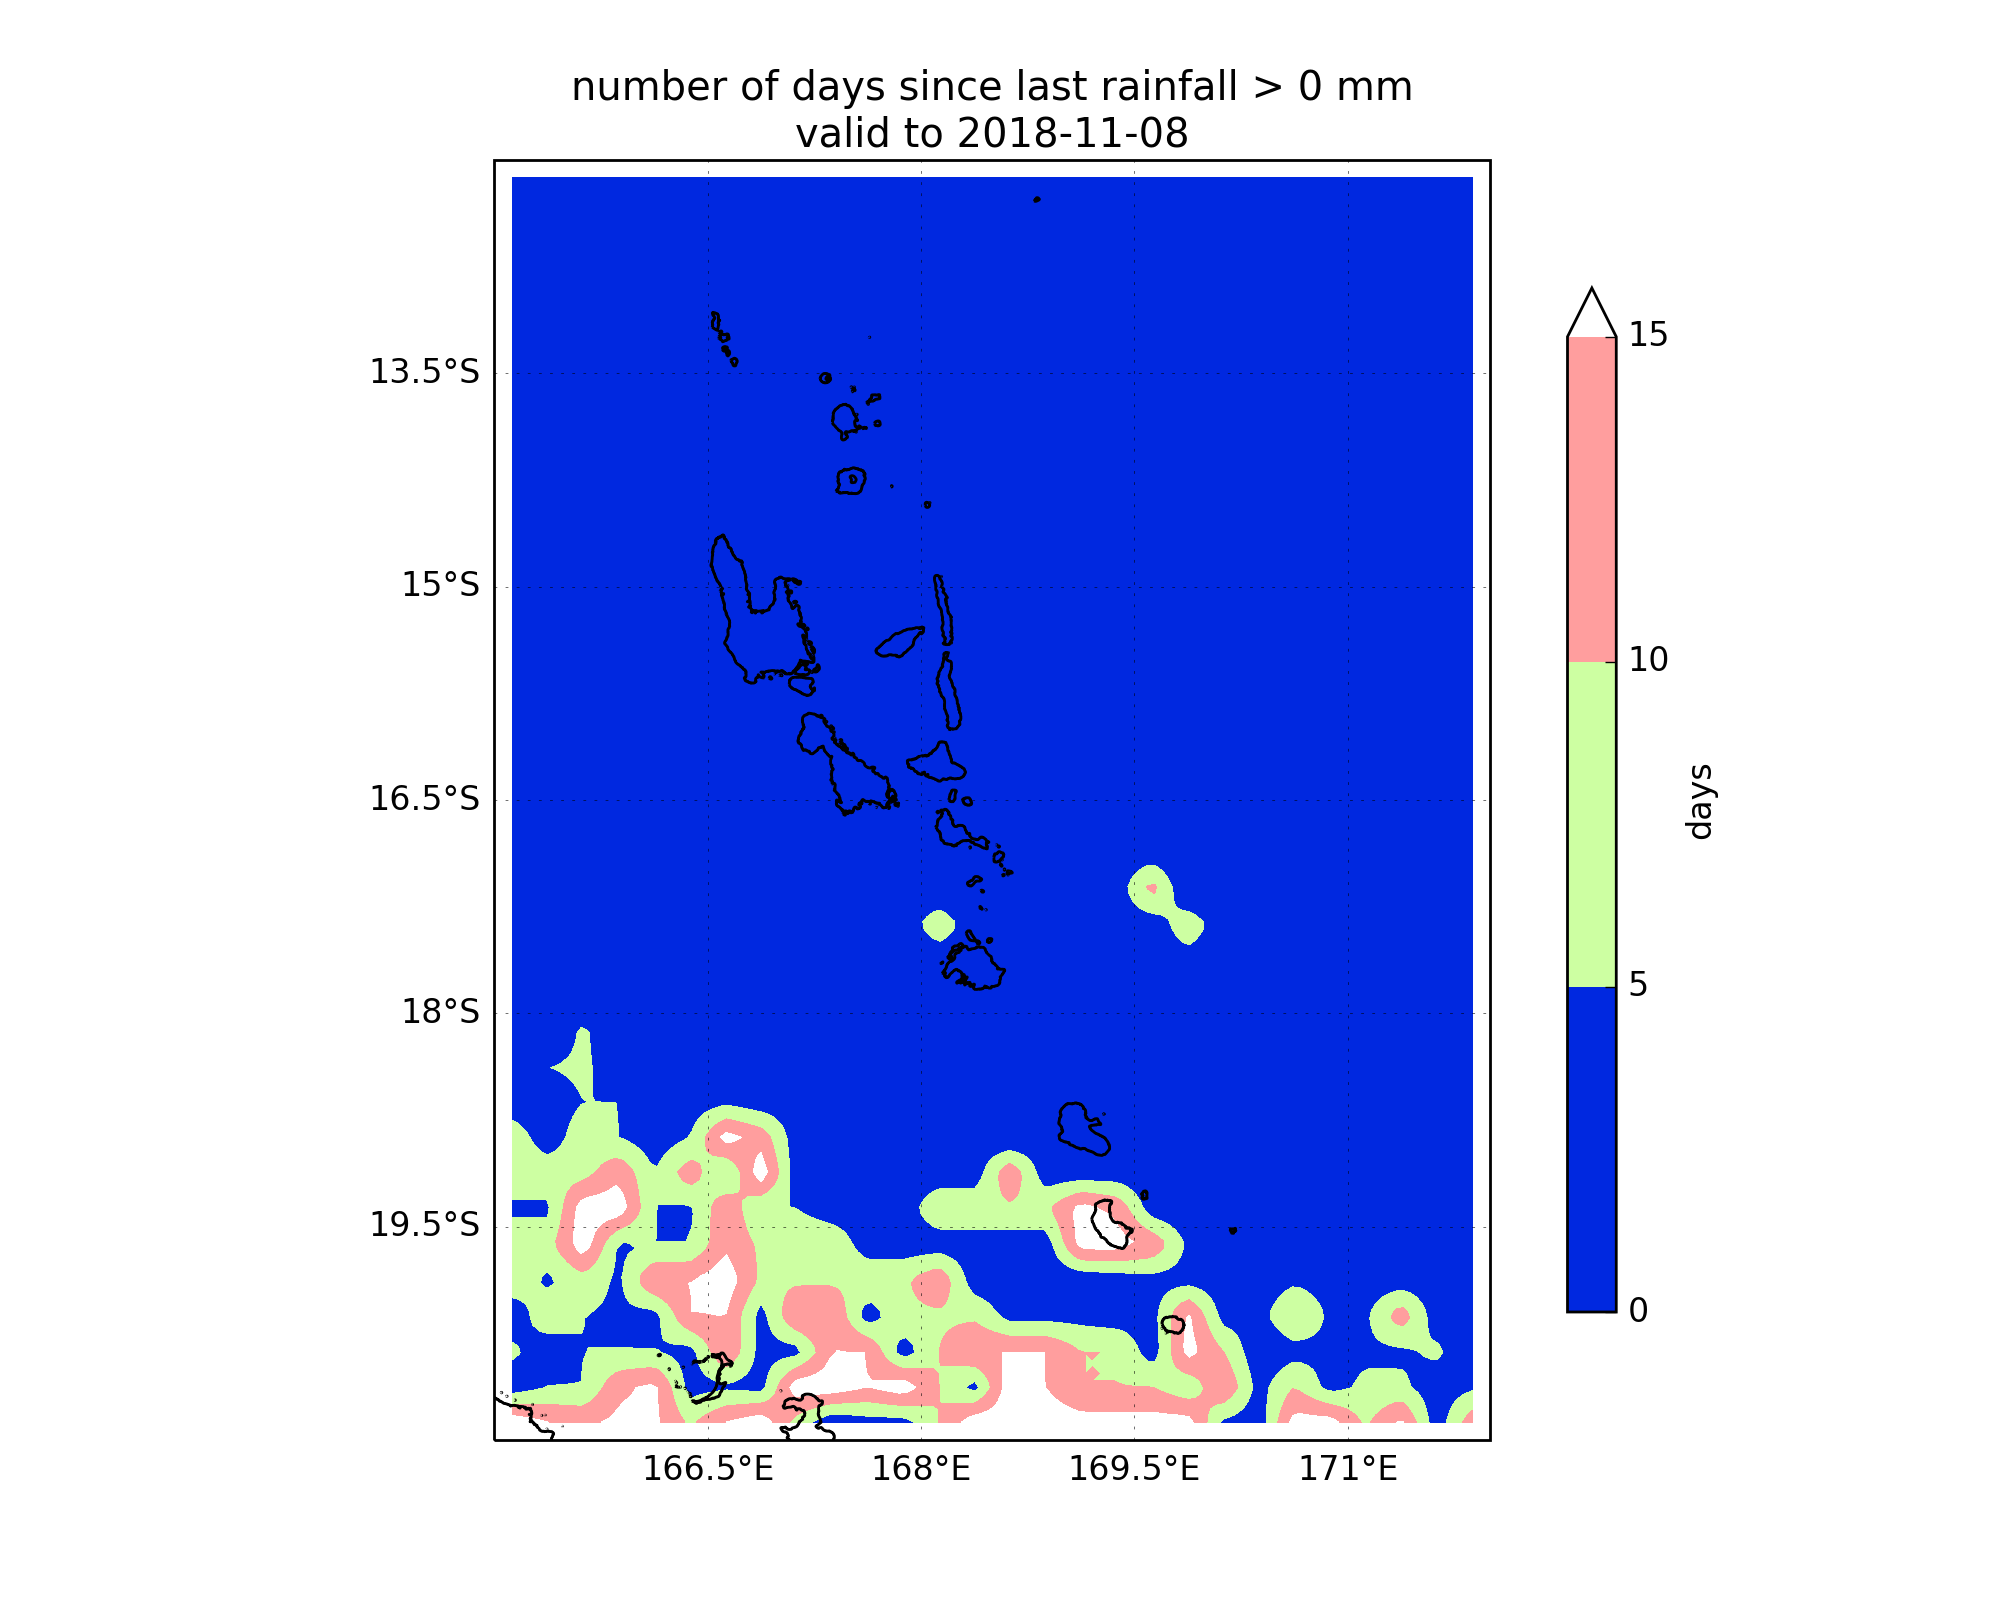 number of days since last rainfall > 0 mm
valid to 2018-11-08
13.5°S
15°S
16.5°S
18°S
19.5°S
166.5°E
168°E
169.5°E
171°E
15
10
5
0
days